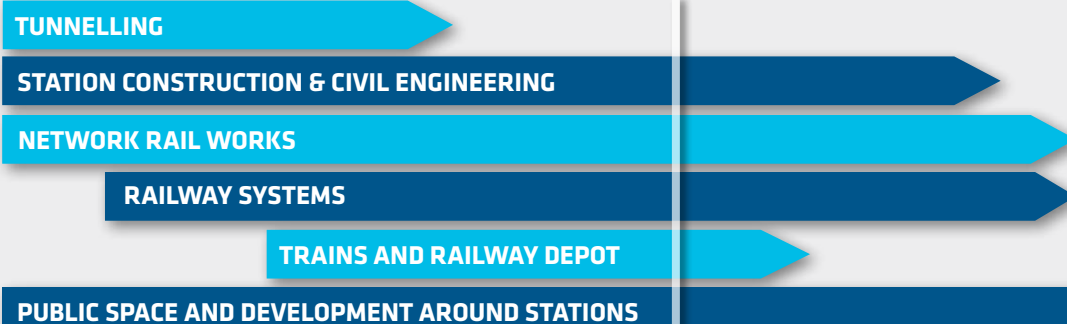 TUNNELLING
STATION CONSTRUCTION & CIVIL ENGINEERING
NETWORK RAIL WORKS
RAILWAY SYSTEMS
TRAINS AND RAILWAY DEPOT
PUBLIC SPACE AND DEVELOPMENT AROUND STATIONS